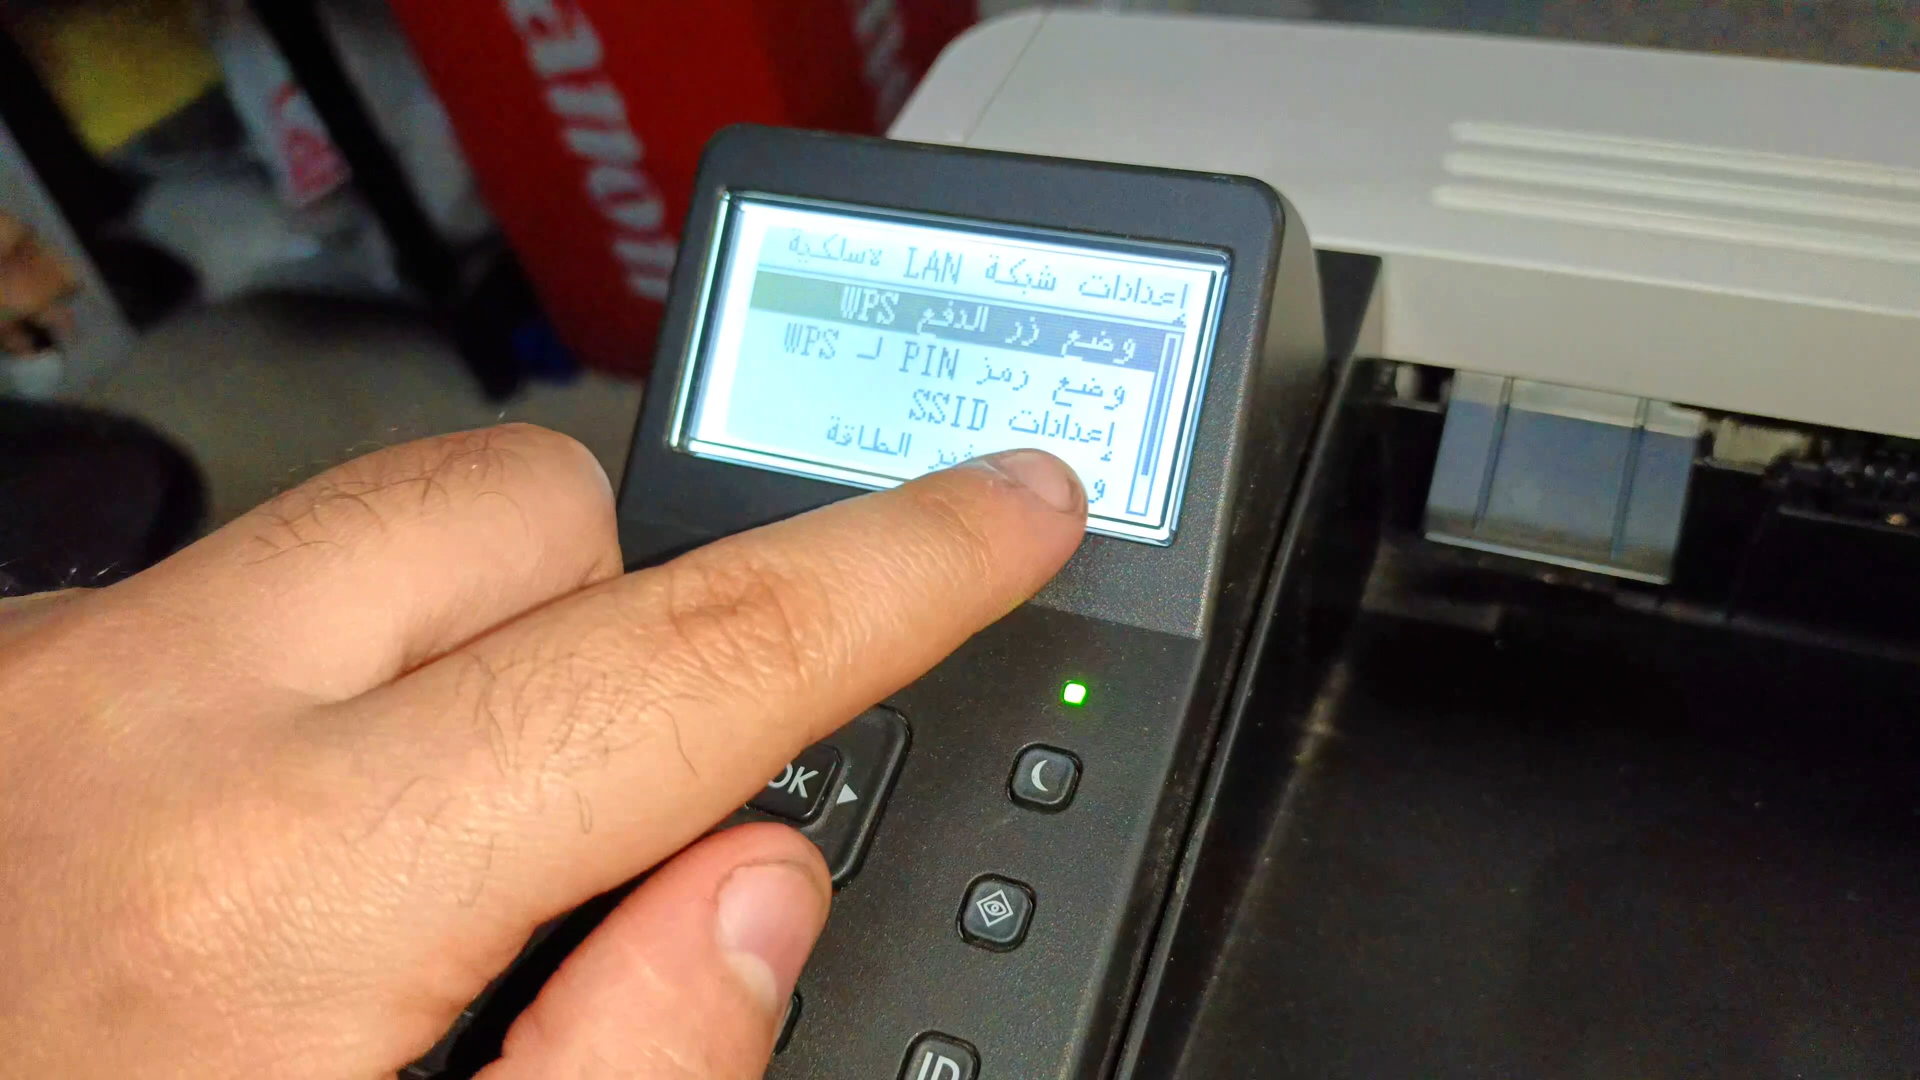 إعدادات شبكة LAN لاسلكية
وضع زر الدفع WPS
وضع رمز PIN لـ WPS
إعدادات SSID
الطاقة
OK
ID